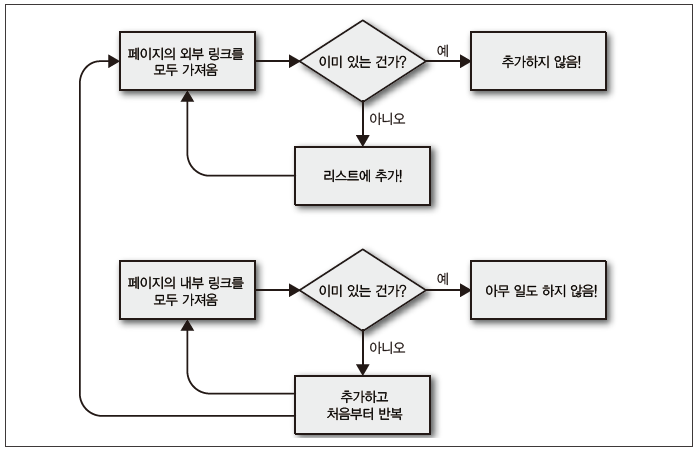 페이지의 외부 링크를
모두 가져옴
이미 있는 건가?
예
추가하지 않음!
아니오
리스트에 추가!
페이지의 내부 링크를
모두 가져옴
이미 있는 건가?
예
아무 일도 하지 않음!
아니오
추가하고
처음부터 반복